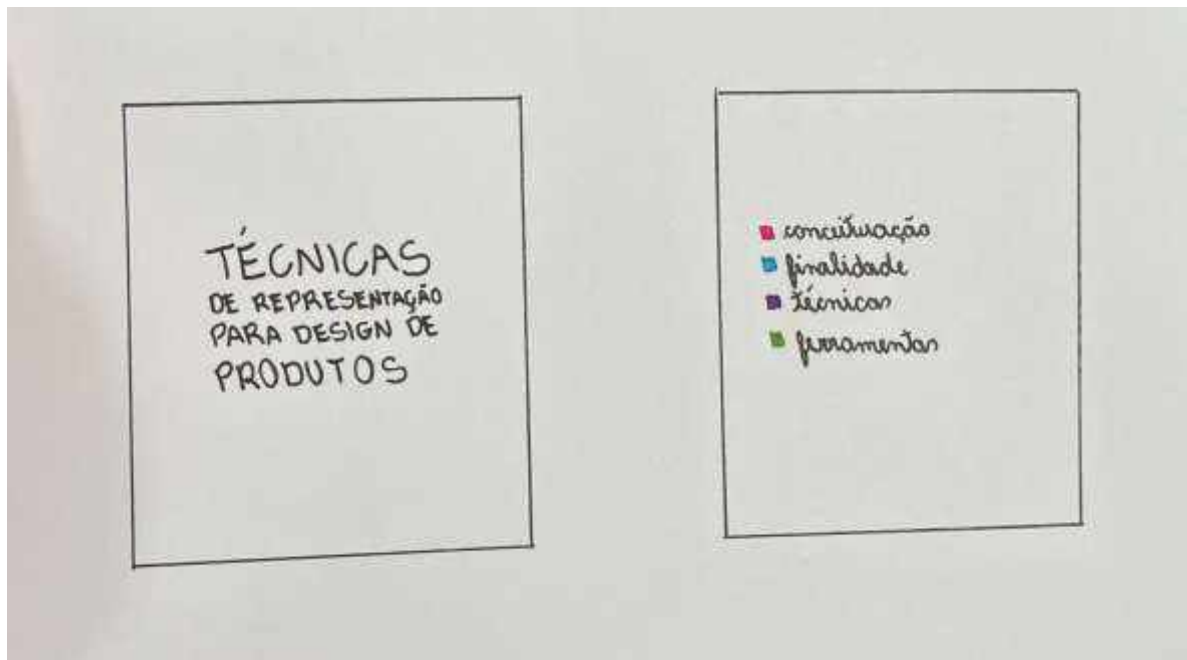 TÉCNICAS
DE REPRESENTAÇÃO
PARA DESIGN DE
PRODUTOS
conceituação
finalidade
técnicas
ferramentas